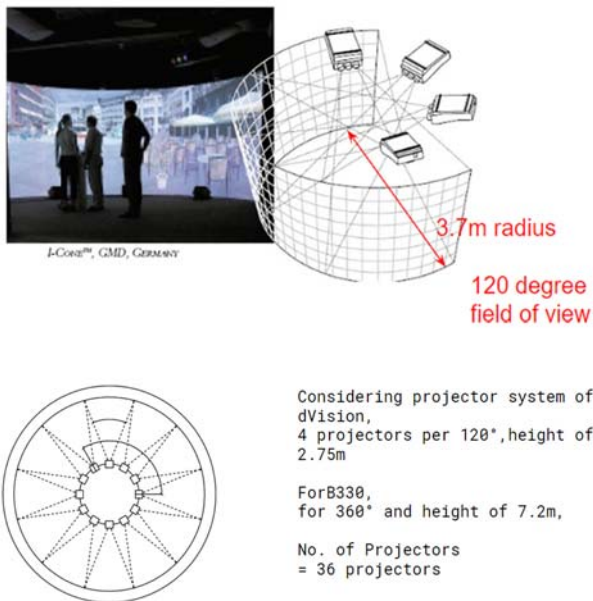 I-CONE™, GMD, GERMANY
3.7m radius
120 degree
field of view
Considering projector system of
dVision,
4 projectors per 120°,height of
2.75m
ForB330,
for 360° and height of 7.2m,
No. of Projectors
= 36 projectors